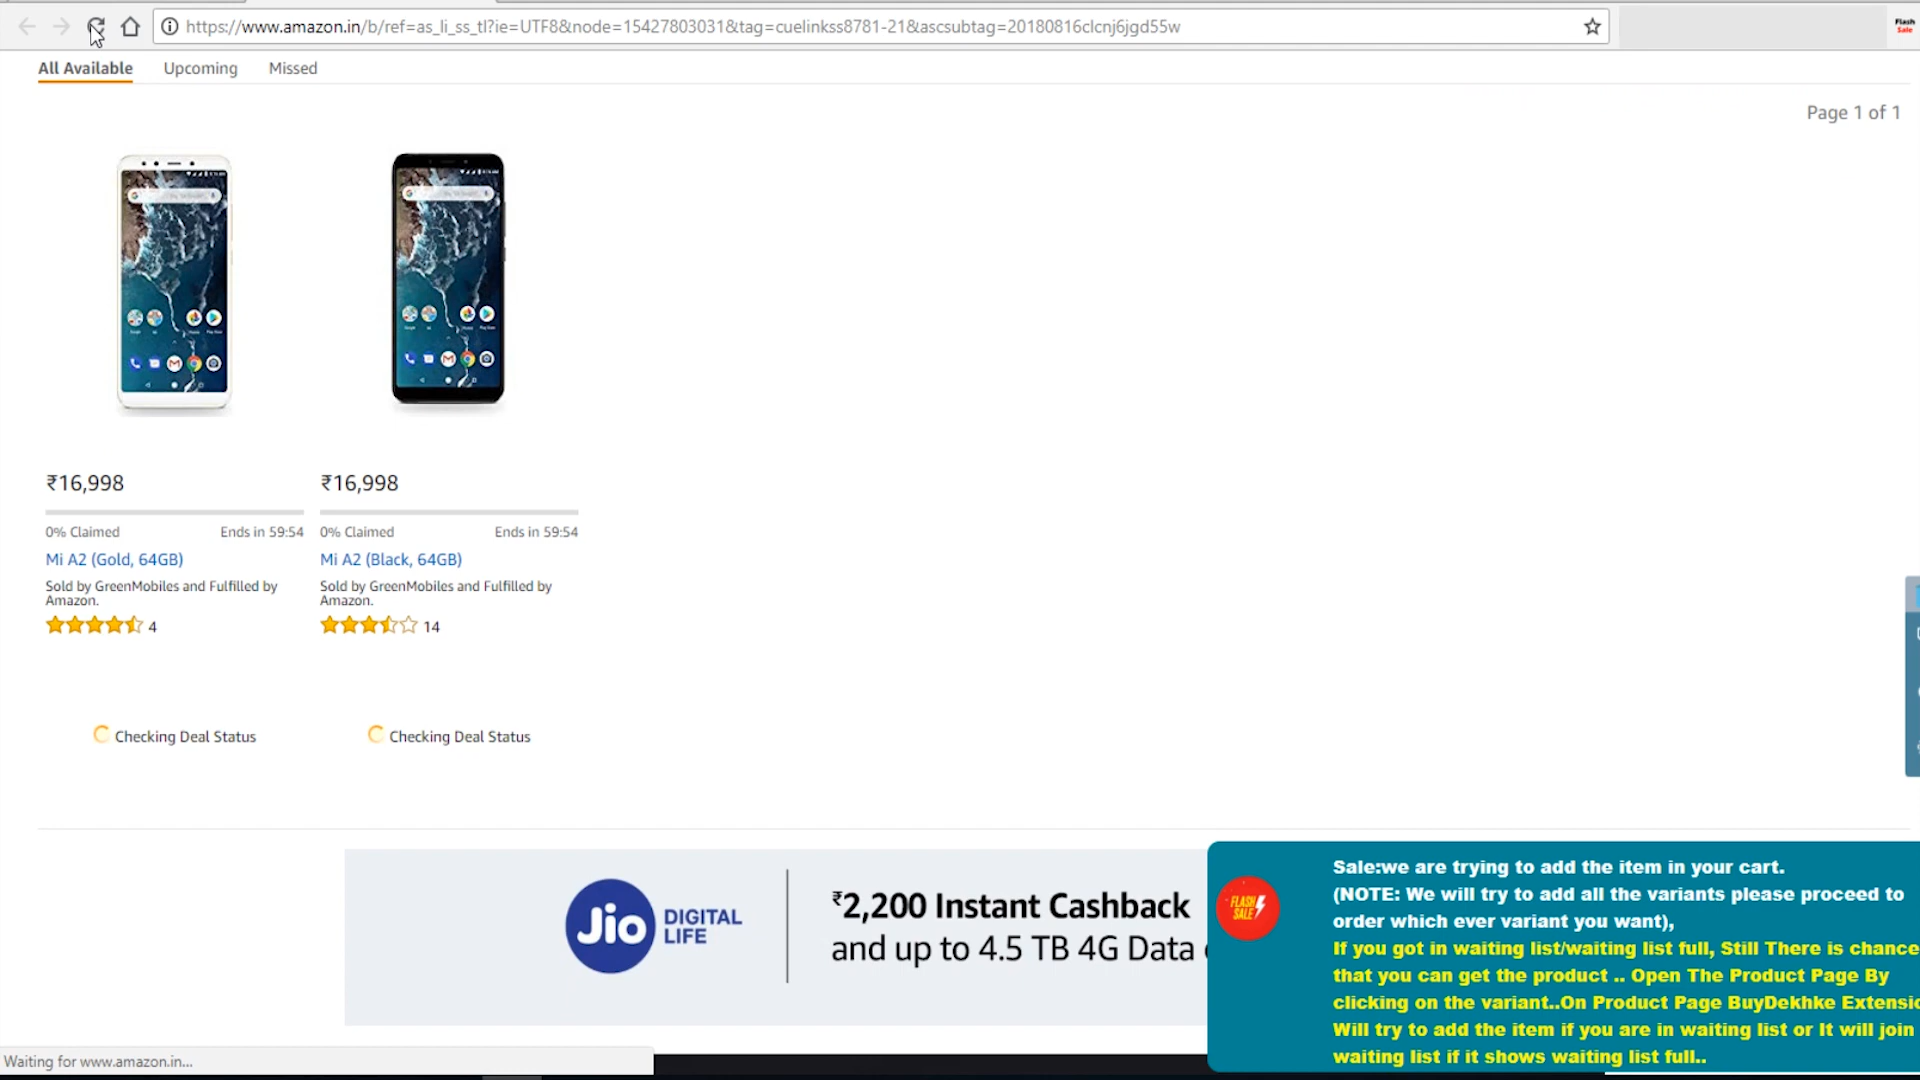 https://www.amazon.in/b/ref=as_li_ss_tl?ie=UTF8&node=15427803031&tag=cuelinkss8781-21&ascsubtag=20180816clcnj6jgd55w
Flash
Sale
All Available Upcoming Missed
Page 1 of 1
₹16,998 ₹16,998
0% Claimed Ends in 59:54 0% Claimed Ends in 59:54
Mi A2 (Gold, 64GB) Mi A2 (Black, 64GB)
Sold by GreenMobiles and Fulfilled by Sold by GreenMobiles and Fulfilled by
Amazon. Amazon.
4 14
Checking Deal Status Checking Deal Status
Jio DIGITAL
LIFE
₹2,200 Instant Cashback
and up to 4.5 TB 4G Data
FLASH
SALE
Sale:we are trying to add the item in your cart.
(NOTE: We will try to add all the variants please proceed to
order which ever variant you want),
If you got in waiting list/waiting list full, Still There is chance
that you can get the product .. Open The Product Page By
clicking on the variant..On Product Page BuyDekhke Extensio
Will try to add the item if you are in waiting list or It will join
waiting list if it shows waiting list full..
Waiting for www.amazon.in...